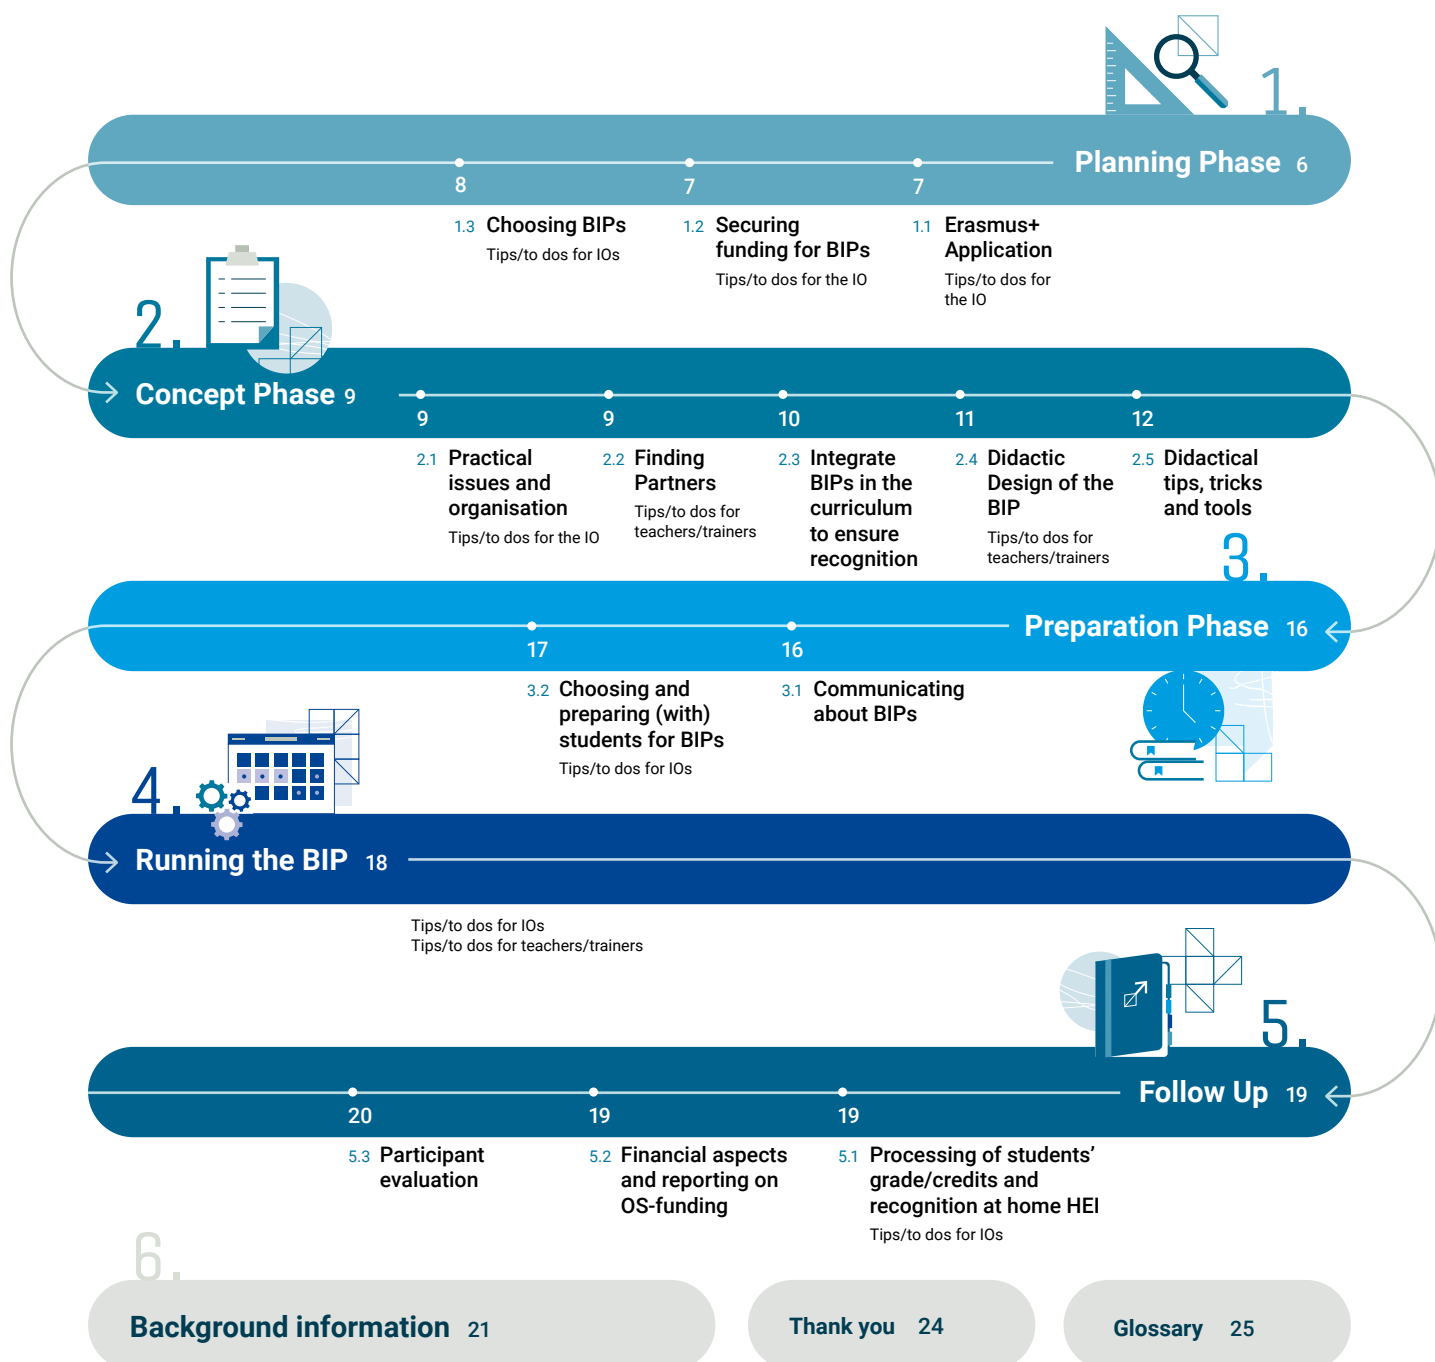 1.
Planning Phase 6
8
7
7
1.3 Choosing BIPs
Tips/to dos for IOs
1.2 Securing
funding for BIPs
Tips/to dos for the IO
1.1 Erasmus+
Application
Tips/to dos for
the IO
2.
Concept Phase 9
9
9
10
11
12
2.1 Practical
issues and
organisation
Tips/to dos for the IO
2.2 Finding
Partners
Tips/to dos for
teachers/trainers
2.3 Integrate
BIPs in the
curriculum
to ensure
recognition
2.4 Didactic
Design of the
BIP
Tips/to dos for
teachers/trainers
2.5 Didactical
tips, tricks
and tools
3.
Preparation Phase 16
17
16
3.2 Choosing and
preparing (with)
students for BIPs
Tips/to dos for IOs
3.1 Communicating
about BIPs
4.
Running the BIP 18
Tips/to dos for IOs
Tips/to dos for teachers/trainers
5.
Follow Up 19
20
19
19
5.3 Participant
evaluation
5.2 Financial aspects
and reporting on
OS-funding
5.1 Processing of students’
grade/credits and
recognition at home HEI
Tips/to dos for IOs
6.
Background information 21
Thank you 24
Glossary 25